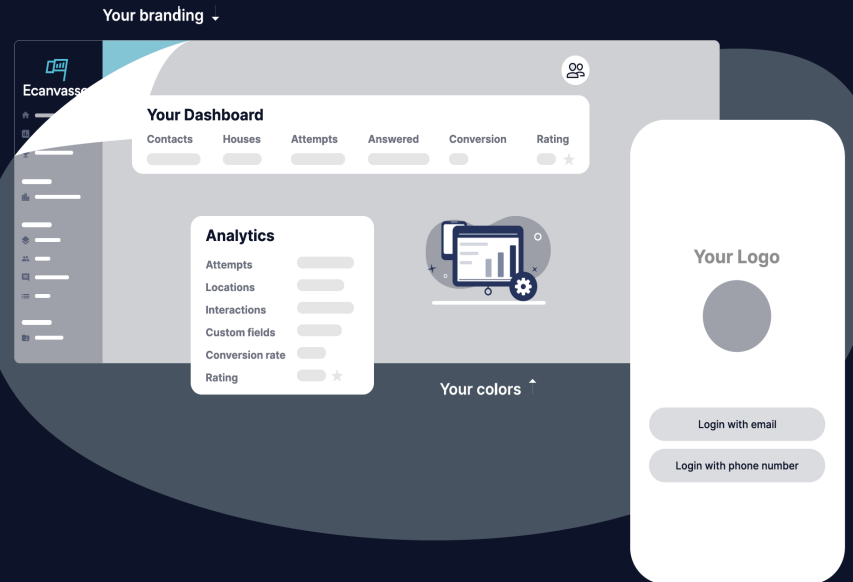 Your branding
Ecanvasse
Your Dashboard
Contacts Houses Attempts Answered Conversion Rating
Analytics
Attempts
Locations
Interactions
Custom fields
Conversion rate
Rating
Your colors
Your Logo
Login with email
Login with phone number